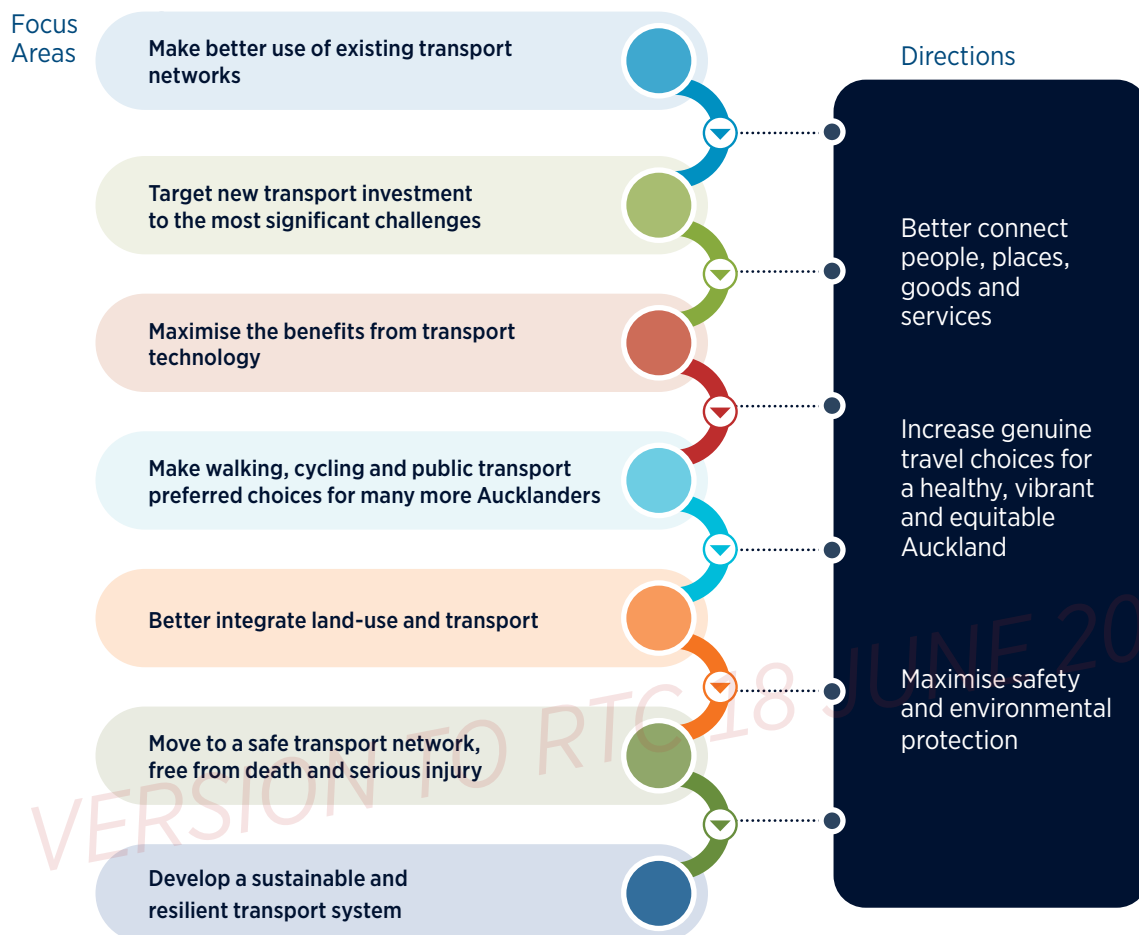 Focus
Areas
Make better use of existing transport
networks
Target new transport investment
to the most significant challenges
Maximise the benefits from transport
technology
Make walking, cycling and public transport
preferred choices for many more Aucklanders
Better integrate land-use and transport
Move to a safe transport network,
free from death and serious injury
Develop a sustainable and
resilient transport system
Directions
Better connect
people, places,
goods and
services
Increase genuine
travel choices for
a healthy, vibrant
and equitable
Auckland
Maximise safety
and environmental
protection
VERSION TO RTC 18 JUNE 20